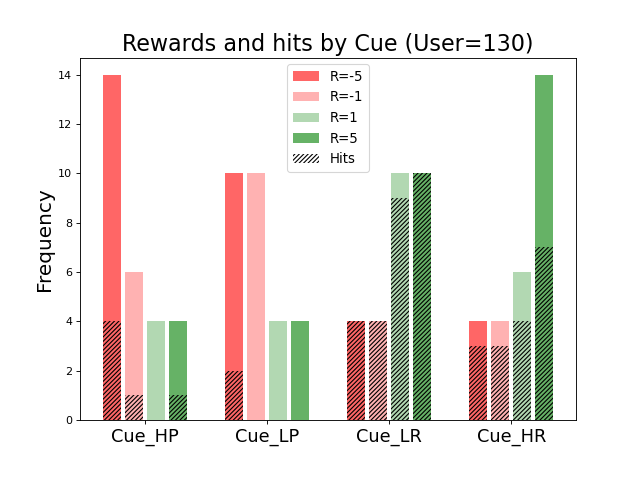 Rewards and hits by Cue (User=130)
R=-5
R=-1
R=1
R=5
Hits
Frequency
14
12
10
8
6
4
2
0
Cue_HP
Cue_LP
Cue_LR
Cue_HR